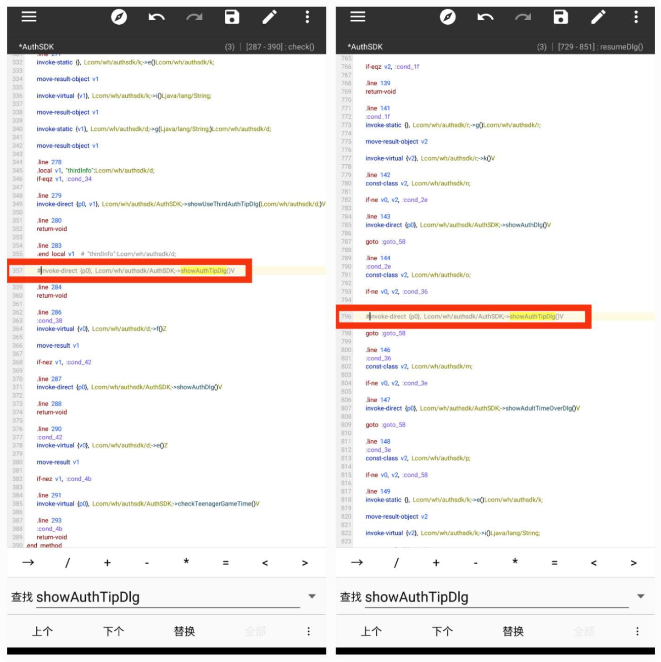 *AuthSDK
(3) | [287 - 390] : check()
332 invoke-static {}, Lcom/wh/authsdk/k;->e()Lcom/wh/authsdk/k;
333
334 move-result-object v1
335
336 invoke-virtual {v1}, Lcom/wh/authsdk/k;->i()Ljava/lang/String;
337
338 move-result-object v1
339
340 invoke-static {v1}, Lcom/wh/authsdk/d;->g(Ljava/lang/String;)Lcom/wh/authsdk/d;
341
342 move-result-object v1
343
344 .line 278
345 .local v1, "thirdInfo":Lcom/wh/authsdk/d;
346 if-eqz v1, :cond_34
347
348 .line 279
349 invoke-direct {p0, v1}, Lcom/wh/authsdk/AuthSDK;->showUseThirdAuthTipDlg(Lcom/wh/authsdk/d;)V
350
351 .line 280
352 return-void
353
354 .line 283
355 .end local v1 # "thirdInfo":Lcom/wh/authsdk/d;
357 #invoke-direct {p0}, Lcom/wh/authsdk/AuthSDK;->showAuthTipDlg()V
359 .line 284
360 return-void
361
362 .line 286
363 :cond_38
364 invoke-virtual {v0}, Lcom/wh/authsdk/d;->f()Z
365
366 move-result v1
367
368 if-nez v1, :cond_42
369
370 .line 287
371 invoke-direct {p0}, Lcom/wh/authsdk/AuthSDK;->showAuthDlg()V
372
373 .line 288
374 return-void
375
376 .line 290
377 :cond_42
378 invoke-virtual {v0}, Lcom/wh/authsdk/d;->e()Z
379
380 move-result v1
381
382 if-nez v1, :cond_4b
383
384 .line 291
385 invoke-virtual {p0}, Lcom/wh/authsdk/AuthSDK;->checkTeenagerGameTime()V
386
387 .line 293
388 :cond_4b
389 return-void
390 .end method
→ / + - * = < >
查找 showAuthTipDlg
上个 下个 替换 全部
*AuthSDK
(3) | [729 - 851] : resumeDlg()
765
766 if-eqz v2, :cond_1f
767
768 .line 139
769 return-void
770
771 .line 141
772 :cond_1f
773 invoke-static {}, Lcom/wh/authsdk/r;->g()Lcom/wh/authsdk/r;
774
775 move-result-object v2
776
777 invoke-virtual {v2}, Lcom/wh/authsdk/r;->k()V
778
779 .line 142
780 const-class v2, Lcom/wh/authsdk/n;
781
782 if-ne v0, v2, :cond_2e
783
784 .line 143
785 invoke-direct {p0}, Lcom/wh/authsdk/AuthSDK;->showAuthDlg()V
786
787 goto :goto_58
788
789 .line 144
790 :cond_2e
791 const-class v2, Lcom/wh/authsdk/o;
792
793 if-ne v0, v2, :cond_36
794
796 #invoke-direct {p0}, Lcom/wh/authsdk/AuthSDK;->showAuthTipDlg()V
798 goto :goto_58
799
800 .line 146
801 :cond_36
802 const-class v2, Lcom/wh/authsdk/m;
803
804 if-ne v0, v2, :cond_3e
805
806 .line 147
807 invoke-direct {p0}, Lcom/wh/authsdk/AuthSDK;->showAdultTimeOverDlg()V
808
809 goto :goto_58
810
811 .line 148
812 :cond_3e
813 const-class v2, Lcom/wh/authsdk/p;
814
815 if-ne v0, v2, :cond_58
816
817 .line 149
818 invoke-static {}, Lcom/wh/authsdk/k;->e()Lcom/wh/authsdk/k;
819
820 move-result-object v2
821
822 invoke-virtual {v2}, Lcom/wh/authsdk/k;->i()Ljava/lang/String;
823
→ / + - * = < >
查找 showAuthTipDlg
上个 下个 替换 全部